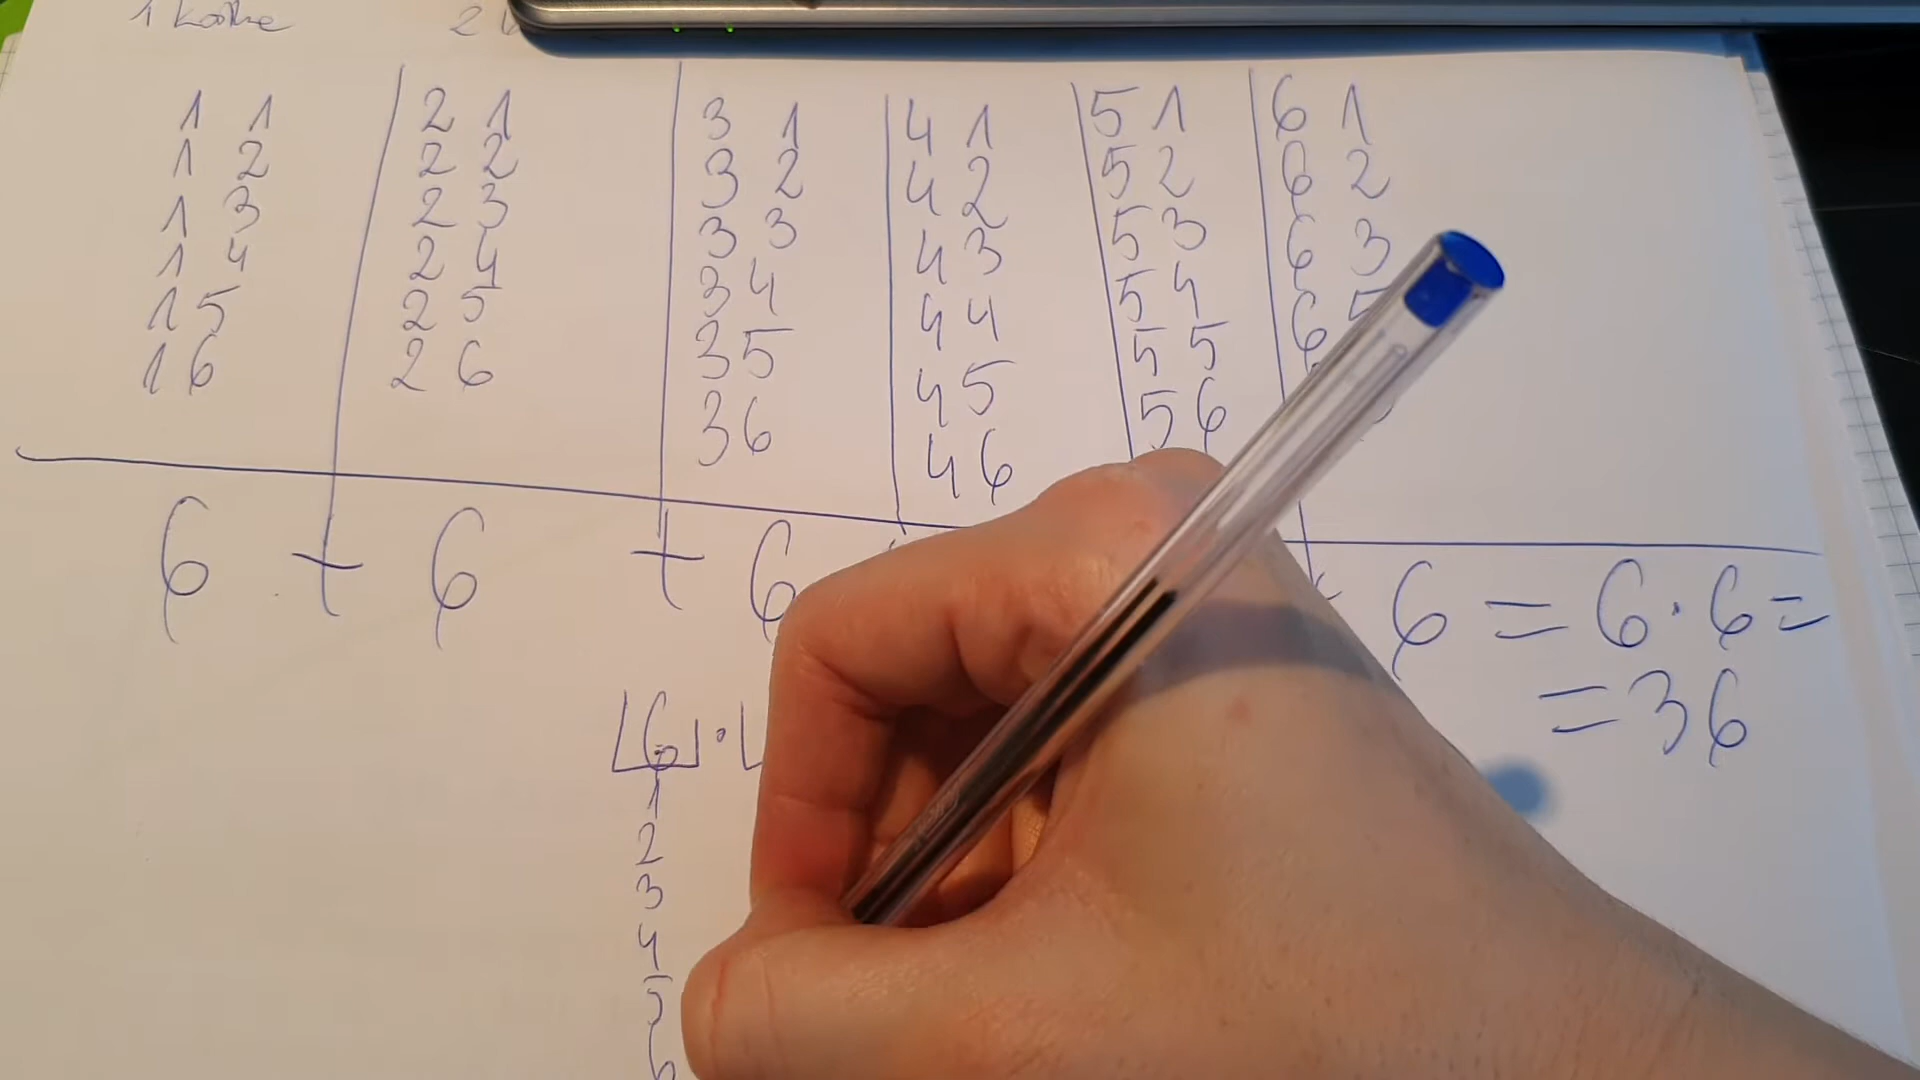 1 1 2 1 3 1 4 1 5 1 6 1
1 2 2 2 3 2 4 2 5 2 6 2
1 3 2 3 3 3 4 3 5 3 6 3
1 4 2 4 3 4 4 4 5 4 6 5
1 5 2 5 3 5 4 5 5 5
1 6 2 6 3 6 4 6 5 6
6 + 6 + 6 6 = 6 · 6 =
= 36
6 ·
1
2
3
4
5
6